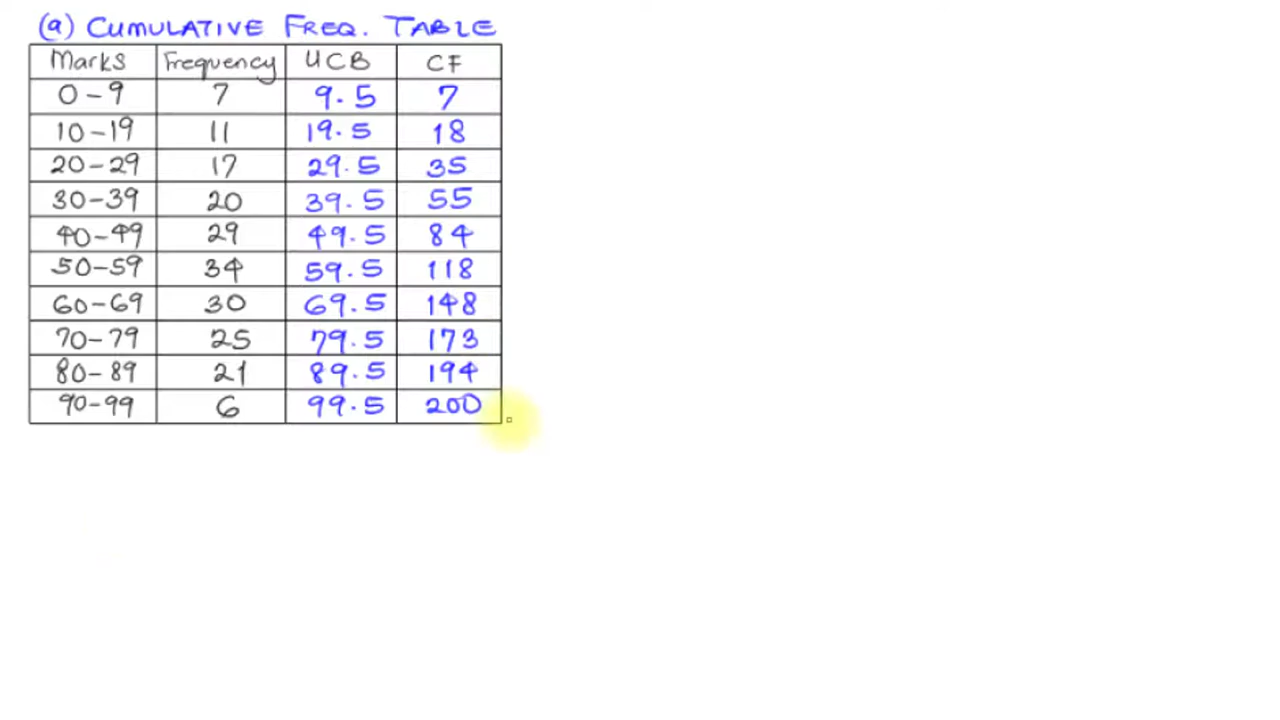 (a) CUMULATIVE FREQ. TABLE
Marks Frequency UCB CF
0-9 7 9.5 7
10-19 11 19.5 18
20-29 17 29.5 35
30-39 20 39.5 55
40-49 29 49.5 84
50-59 34 59.5 118
60-69 30 69.5 148
70-79 25 79.5 173
80-89 21 89.5 194
90-99 6 99.5 200